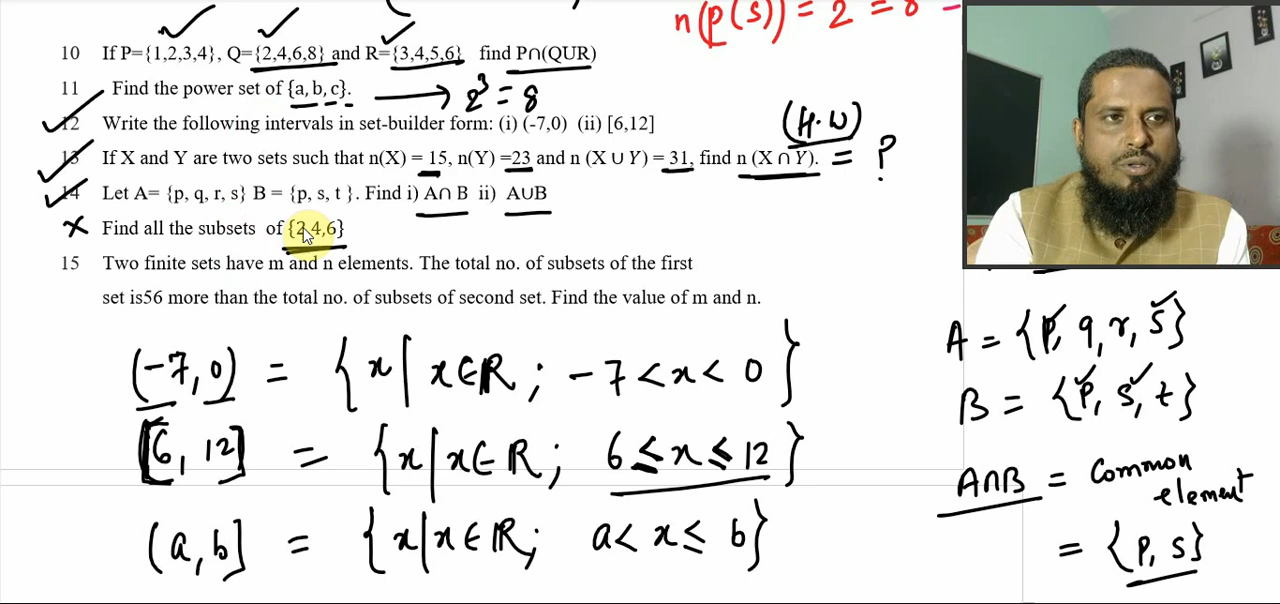 n(p(s)) = 2 = 8 -
10 If P={1,2,3,4}, Q={2,4,6,8} and R={3,4,5,6} find P∩(QUR)
11 Find the power set of {a, b, c}. → 2³ = 8
12 Write the following intervals in set-builder form: (i) (-7,0) (ii) [6,12]
(H.W)
13 If X and Y are two sets such that n(X) = 15, n(Y) =23 and n (X ∪ Y) = 31, find n (X ∩ Y). = ?
14 Let A= {p, q, r, s} B = {p, s, t }. Find i) A∩ B ii) A∪B
Find all the subsets of {2,4,6}
15 Two finite sets have m and n elements. The total no. of subsets of the first
set is56 more than the total no. of subsets of second set. Find the value of m and n.
(-7, 0) = {x | x∈R ; -7 < x < 0}
[6, 12] = {x | x∈R ; 6 ≤ x ≤ 12}
(a, b] = {x | x∈R; a < x ≤ b}
A = {p, q, r, s}
B = {p, s, t}
A∩B = Common
element
= {p, s}